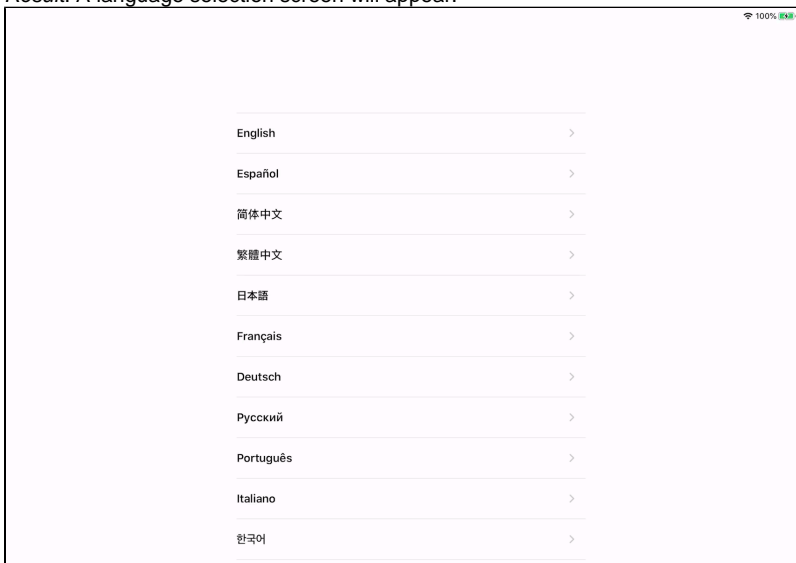 Result: A language selection screen will appear.
100%
English
Español
简体中文
繁體中文
日本語
Français
Deutsch
Русский
Português
Italiano
한국어